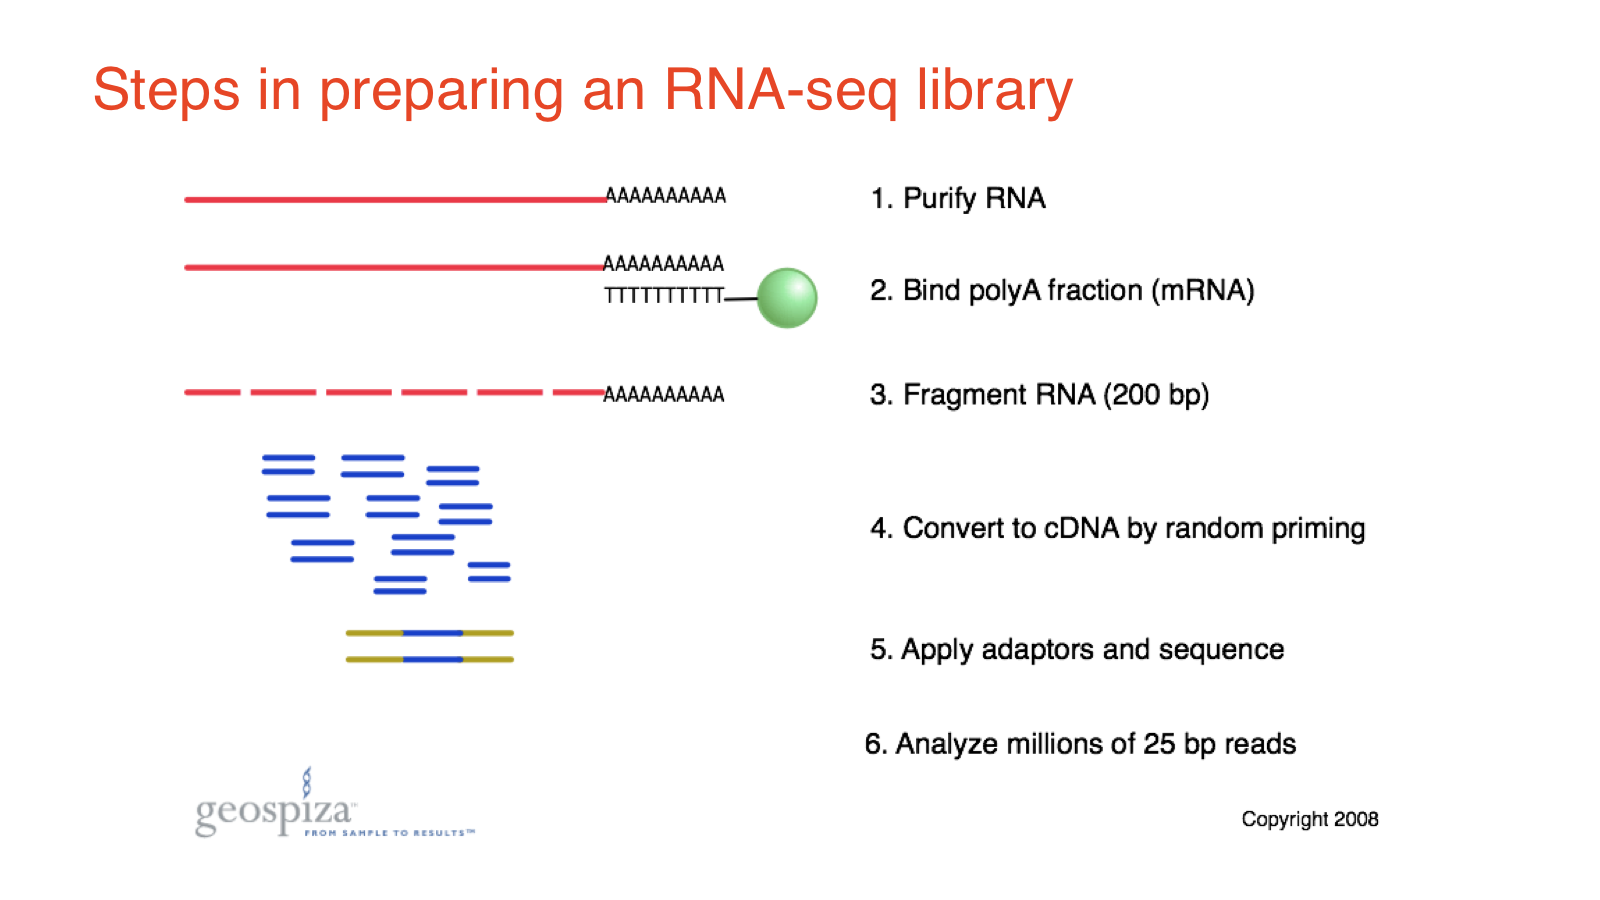 Steps in preparing an RNA-seq library
AAAAAAAAAA
1. Purify RNA
AAAAAAAAAA
TTTTTTTTTT
2. Bind polyA fraction (mRNA)
AAAAAAAAAA
3. Fragment RNA (200 bp)
4. Convert to cDNA by random priming
5. Apply adaptors and sequence
6. Analyze millions of 25 bp reads
geospiza™
FROM SAMPLE TO RESULTS™
Copyright 2008